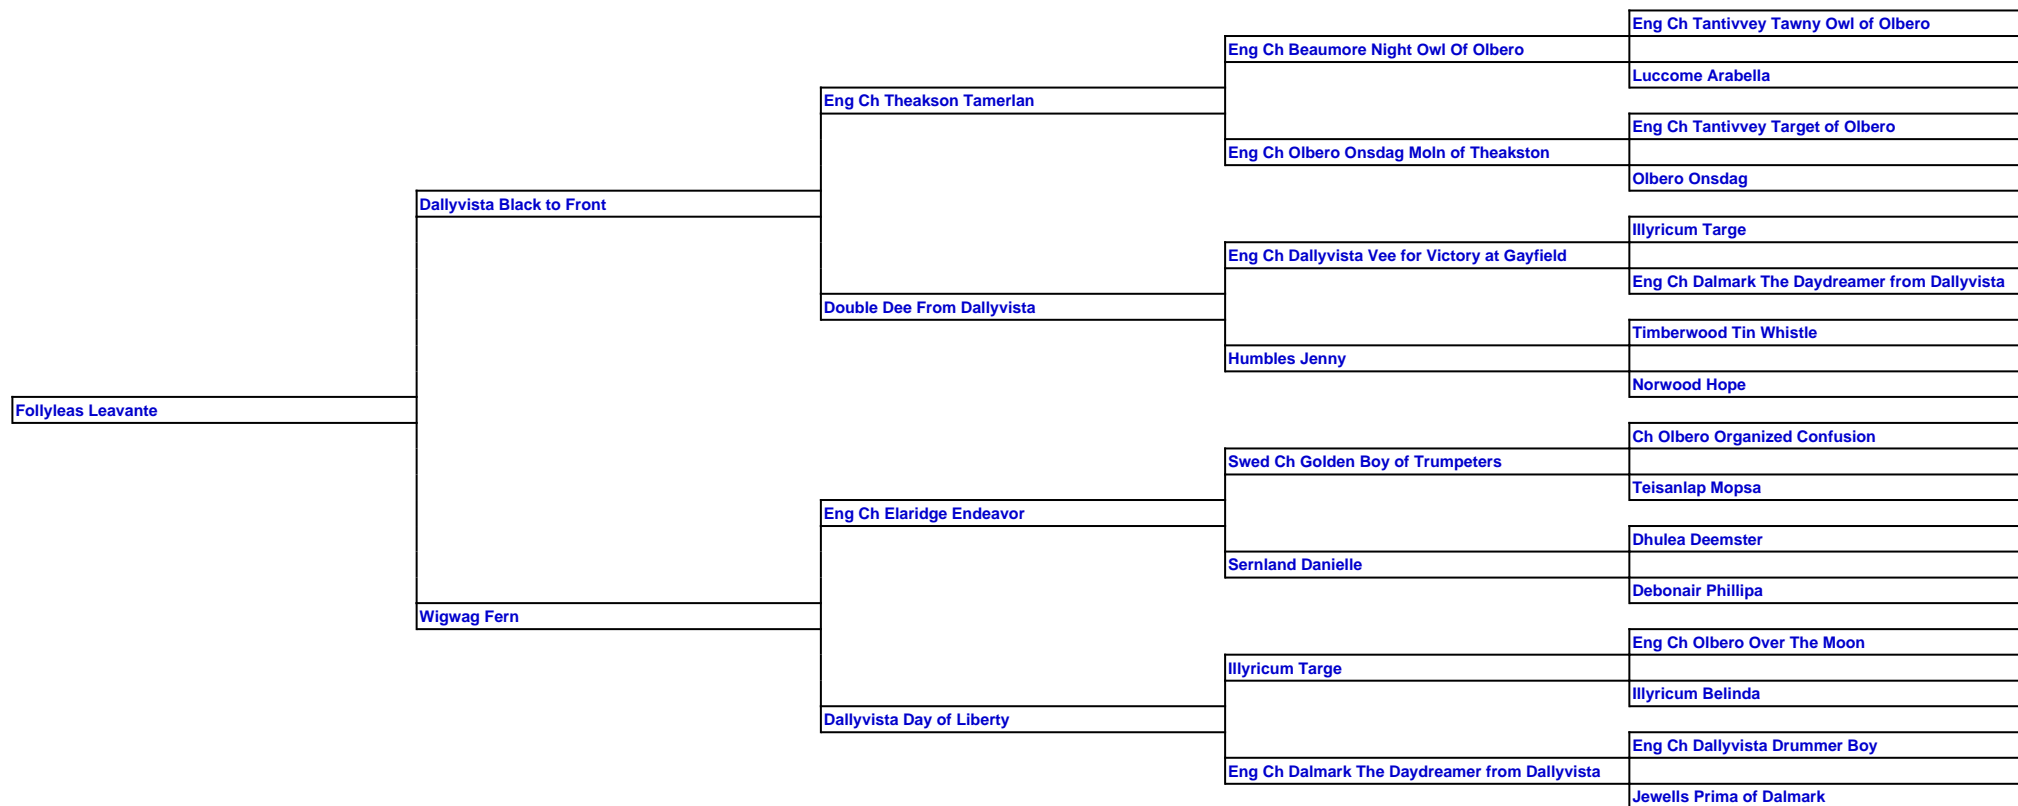 Eng Ch Tantivvey Tawny Owl of Olbero
Eng Ch Beaumore Night Owl Of Olbero
Luccome Arabella
Eng Ch Theakson Tamerlan
Eng Ch Tantivvey Target of Olbero
Eng Ch Olbero Onsdag Moln of Theakston
Olbero Onsdag
Dallyvista Black to Front
Illyricum Targe
Eng Ch Dallyvista Vee for Victory at Gayfield
Eng Ch Dalmark The Daydreamer from Dallyvista
Double Dee From Dallyvista
Timberwood Tin Whistle
Humbles Jenny
Norwood Hope
Follyleas Leavante
Ch Olbero Organized Confusion
Swed Ch Golden Boy of Trumpeters
Teisanlap Mopsa
Eng Ch Elaridge Endeavor
Dhulea Deemster
Sernland Danielle
Debonair Phillipa
Wigwag Fern
Eng Ch Olbero Over The Moon
Illyricum Targe
Illyricum Belinda
Dallyvista Day of Liberty
Eng Ch Dallyvista Drummer Boy
Eng Ch Dalmark The Daydreamer from Dallyvista
Jewells Prima of Dalmark